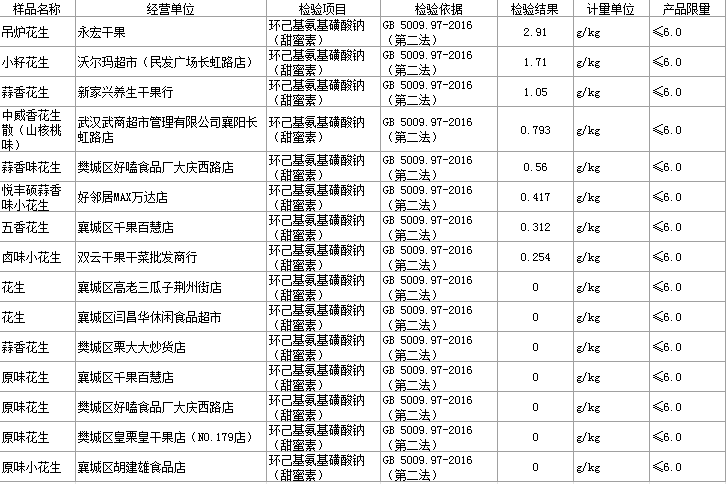 样品名称 经营单位 检验项目 检验依据 检验结果 计量单位 产品限量
吊炉花生 永宏干果 环己基氨基磺酸钠（甜蜜素） GB 5009.97-2016（第二法） 2.91 g/kg ≤6.0
小籽花生 沃尔玛超市（民发广场长虹路店） 环己基氨基磺酸钠（甜蜜素） GB 5009.97-2016（第二法） 1.71 g/kg ≤6.0
蒜香花生 新家兴养生干果行 环己基氨基磺酸钠（甜蜜素） GB 5009.97-2016（第二法） 1.05 g/kg ≤6.0
中威香花生散（山核桃味） 武汉武商超市管理有限公司襄阳长虹路店 环己基氨基磺酸钠（甜蜜素） GB 5009.97-2016（第二法） 0.793 g/kg ≤6.0
蒜香味花生 樊城区好嗑食品厂大庆西路店 环己基氨基磺酸钠（甜蜜素） GB 5009.97-2016（第二法） 0.56 g/kg ≤6.0
悦丰硕蒜香味小花生 好邻居MAX万达店 环己基氨基磺酸钠（甜蜜素） GB 5009.97-2016（第二法） 0.417 g/kg ≤6.0
五香花生 襄城区千果百慧店 环己基氨基磺酸钠（甜蜜素） GB 5009.97-2016（第二法） 0.312 g/kg ≤6.0
卤味小花生 双云干果干菜批发商行 环己基氨基磺酸钠（甜蜜素） GB 5009.97-2016（第二法） 0.254 g/kg ≤6.0
花生 襄城区高老三瓜子荆州街店 环己基氨基磺酸钠（甜蜜素） GB 5009.97-2016（第二法） 0 g/kg ≤6.0
花生 襄城区闫昌华休闲食品超市 环己基氨基磺酸钠（甜蜜素） GB 5009.97-2016（第二法） 0 g/kg ≤6.0
蒜香花生 樊城区栗大大炒货店 环己基氨基磺酸钠（甜蜜素） GB 5009.97-2016（第二法） 0 g/kg ≤6.0
原味花生 襄城区千果百慧店 环己基氨基磺酸钠（甜蜜素） GB 5009.97-2016（第二法） 0 g/kg ≤6.0
原味花生 樊城区好嗑食品厂大庆西路店 环己基氨基磺酸钠（甜蜜素） GB 5009.97-2016（第二法） 0 g/kg ≤6.0
原味花生 樊城区皇栗皇干果店（NO.179店） 环己基氨基磺酸钠（甜蜜素） GB 5009.97-2016（第二法） 0 g/kg ≤6.0
原味小花生 襄城区胡建雄食品店 环己基氨基磺酸钠（甜蜜素） GB 5009.97-2016（第二法） 0 g/kg ≤6.0